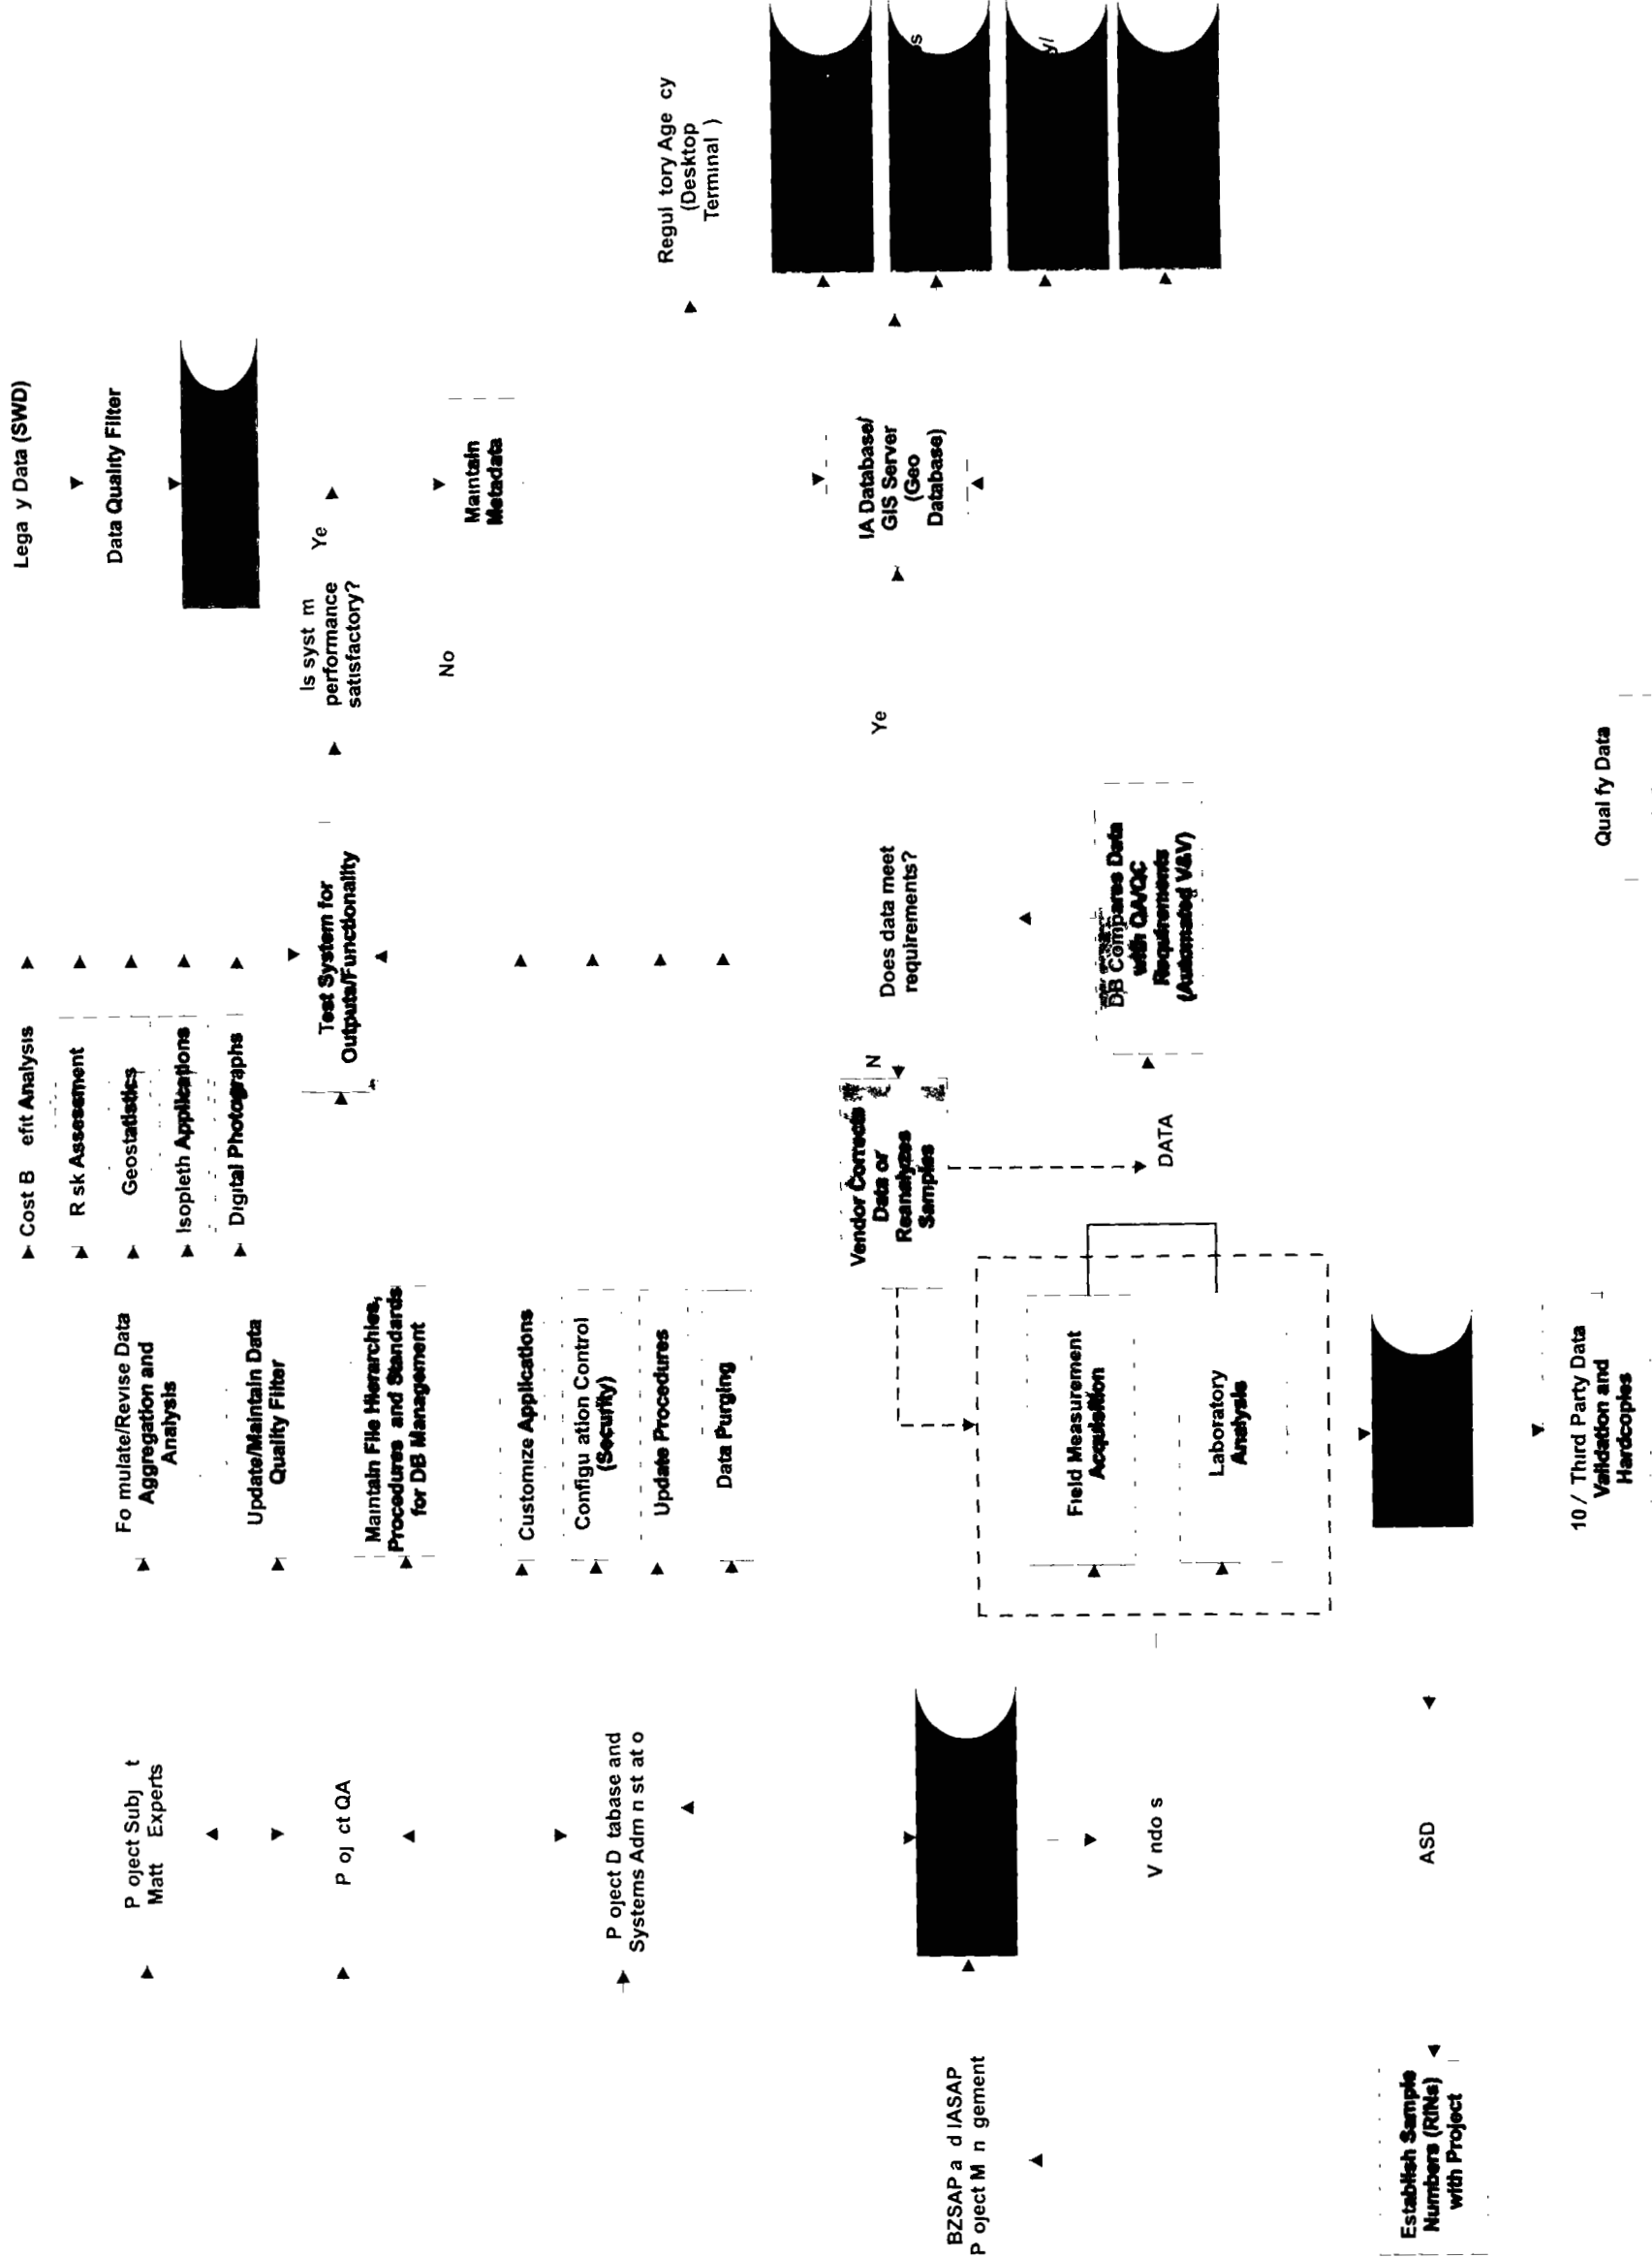 BZSAP a d IASAP
P oject M n gement
Establish Sample
Numbers (RINs)
with Project
P oject Subj t
Matt Experts
P oj ct QA
P oject D tabase and
Systems Adm n st at o
V ndo s
ASD
Fo mulate/Revise Data
Aggregation and
Analysis
Update/Maintain Data
Quality Filter
Maintain File Hierarchies,
Procedures and Standards
for DB Management
Customize Applications
Configu ation Control
(Security)
Update Procedures
Data Purging
Field Measurement
Acquisition
Laboratory
Analysis
10 / Third Party Data
Validation and
Hardcopies
Cost B efit Analysis
R sk Assessment
Geostatistics
Isopleth Applications
Digital Photographs
Vendor Corrects
Data or
Reanalyzes
Samples
N
DATA
Test System for
Outputs/Functionality
Does data meet
requirements?
DB Compares Data
with QA/QC
Requirements
(Automated V&V)
Qual fy Data
Is syst m
performance
satisfactory?
Ye
No
Ye
Lega y Data (SWD)
Data Quality Filter
Maintain
Metadata
IA Database/
GIS Server
(Geo
Database)
Regul tory Age cy
(Desktop
Terminal )
s
y/